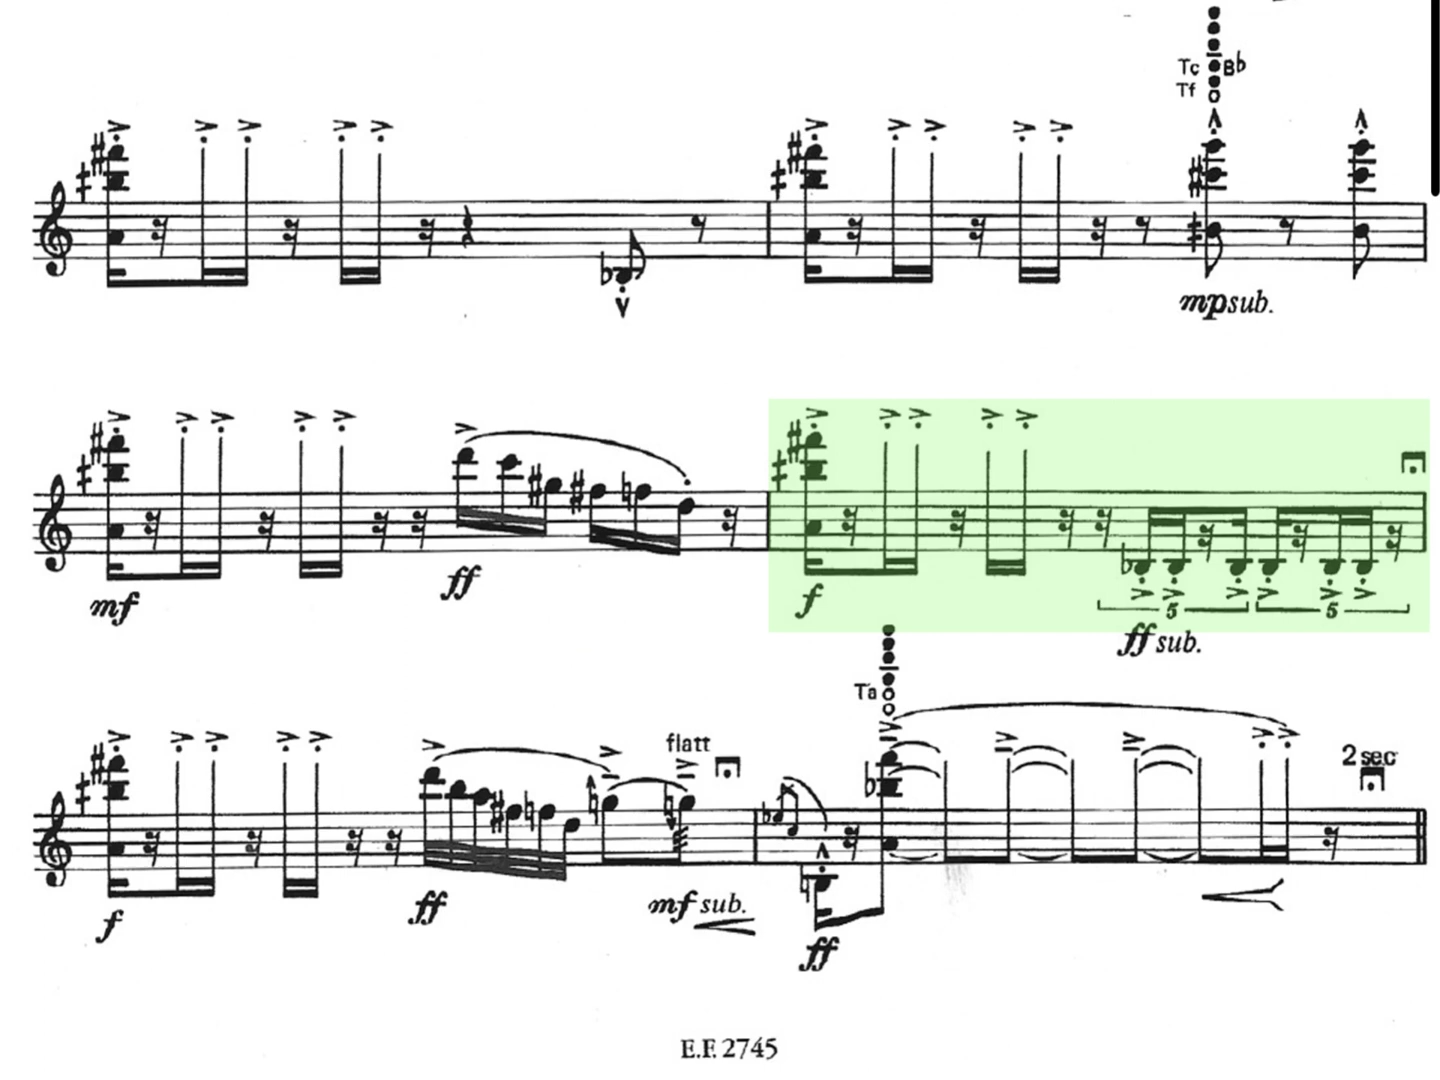 Tc Bb
Tf
mp sub.
mf
ff
f
5 5
ff sub.
Ta
flatt
2 sec
f
ff
mf sub.
ff
E.F. 2745